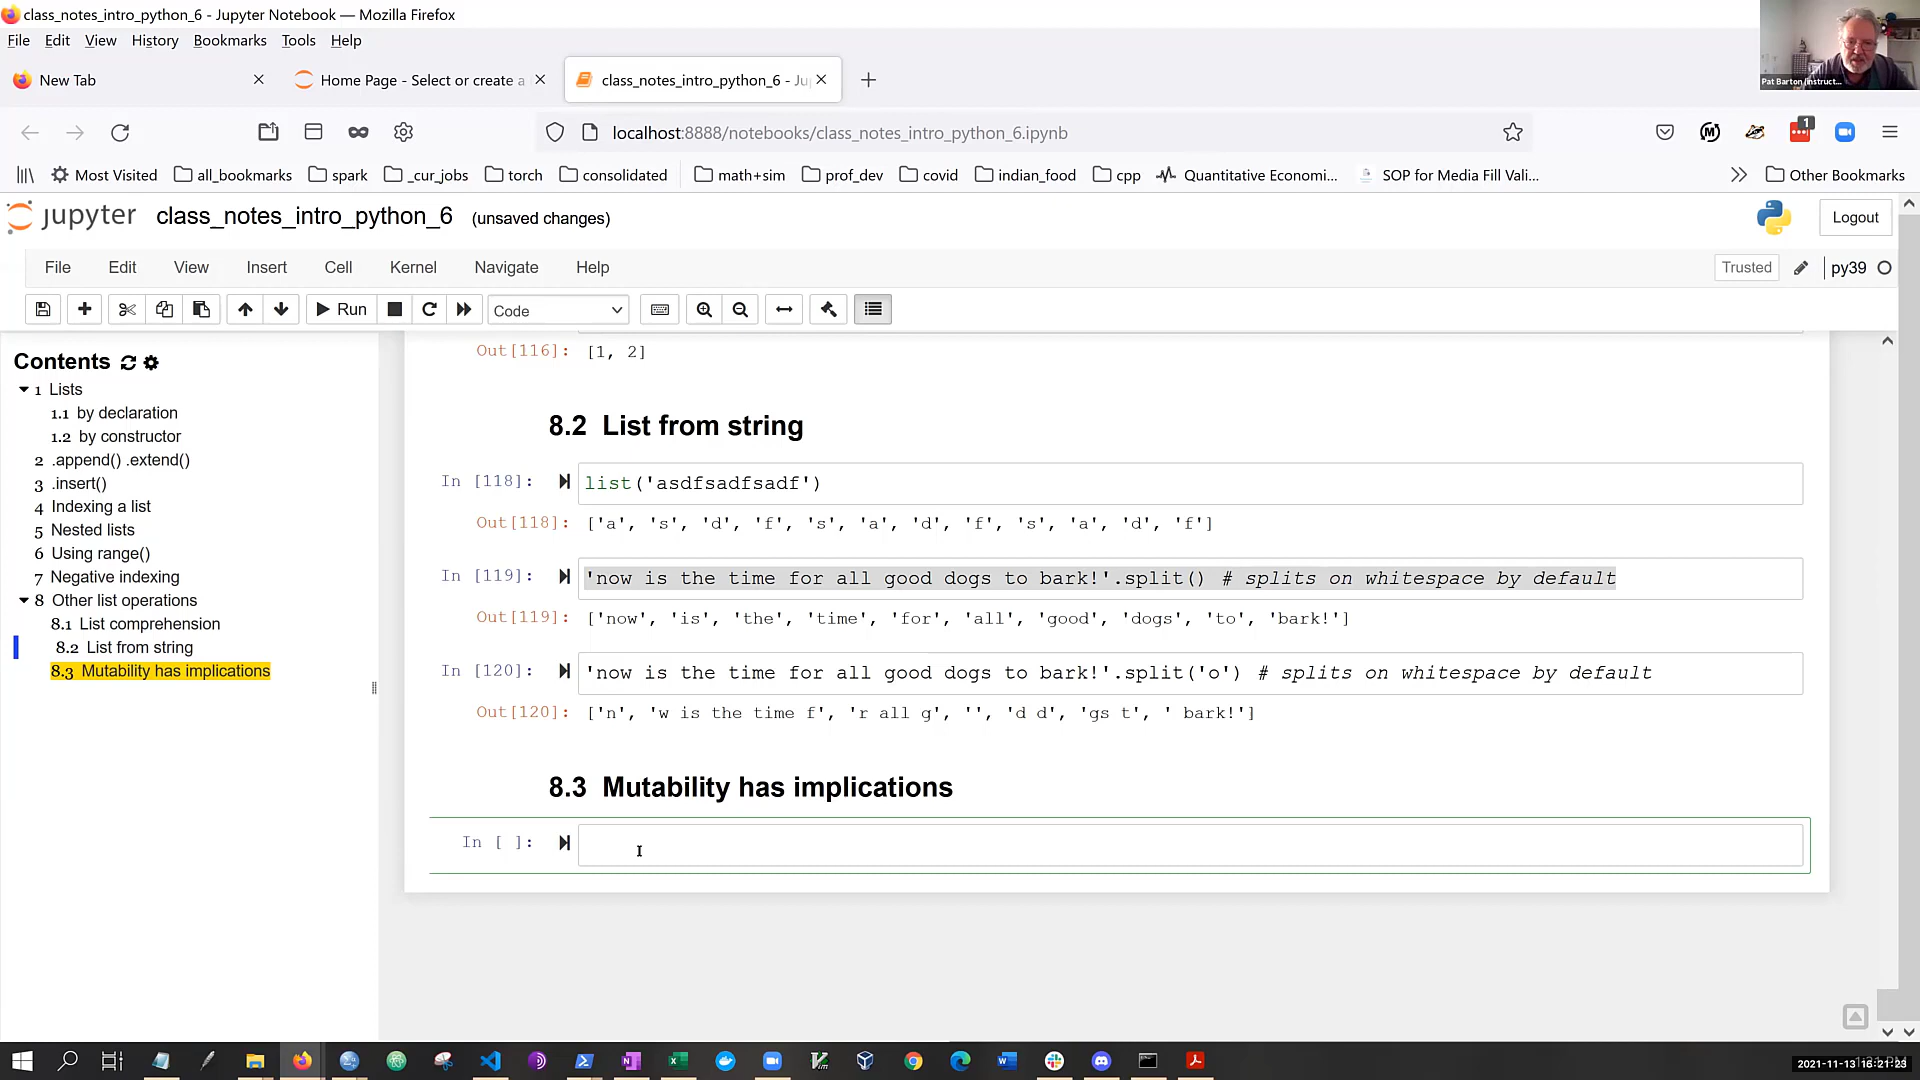 class_notes_intro_python_6 - Jupyter Notebook — Mozilla Firefox
File Edit View History Bookmarks Tools Help
New Tab
Home Page - Select or create a
class_notes_intro_python_6 - Ju
localhost:8888/notebooks/class_notes_intro_python_6.ipynb
1
Most Visited all_bookmarks spark _cur_jobs torch consolidated math+sim prof_dev covid indian_food cpp Quantitative Economi... SOP for Media Fill Vali... Other Bookmarks
Pat Barton (instruct...
jupyter class_notes_intro_python_6 (unsaved changes)
Logout
File Edit View Insert Cell Kernel Navigate Help
Trusted py39
Run Code
Contents
1 Lists
1.1 by declaration
1.2 by constructor
2 .append() .extend()
3 .insert()
4 Indexing a list
5 Nested lists
6 Using range()
7 Negative indexing
8 Other list operations
8.1 List comprehension
8.2 List from string
8.3 Mutability has implications
Out[116]: [1, 2]
8.2 List from string
In [118]: list('asdfsadfsadf')
Out[118]: ['a', 's', 'd', 'f', 's', 'a', 'd', 'f', 's', 'a', 'd', 'f']
In [119]: 'now is the time for all good dogs to bark!'.split() # splits on whitespace by default
Out[119]: ['now', 'is', 'the', 'time', 'for', 'all', 'good', 'dogs', 'to', 'bark!']
In [120]: 'now is the time for all good dogs to bark!'.split('o') # splits on whitespace by default
Out[120]: ['n', 'w is the time f', 'r all g', '', 'd d', 'gs t', ' bark!']
8.3 Mutability has implications
In [ ]:
2021-11-13 16:21:23